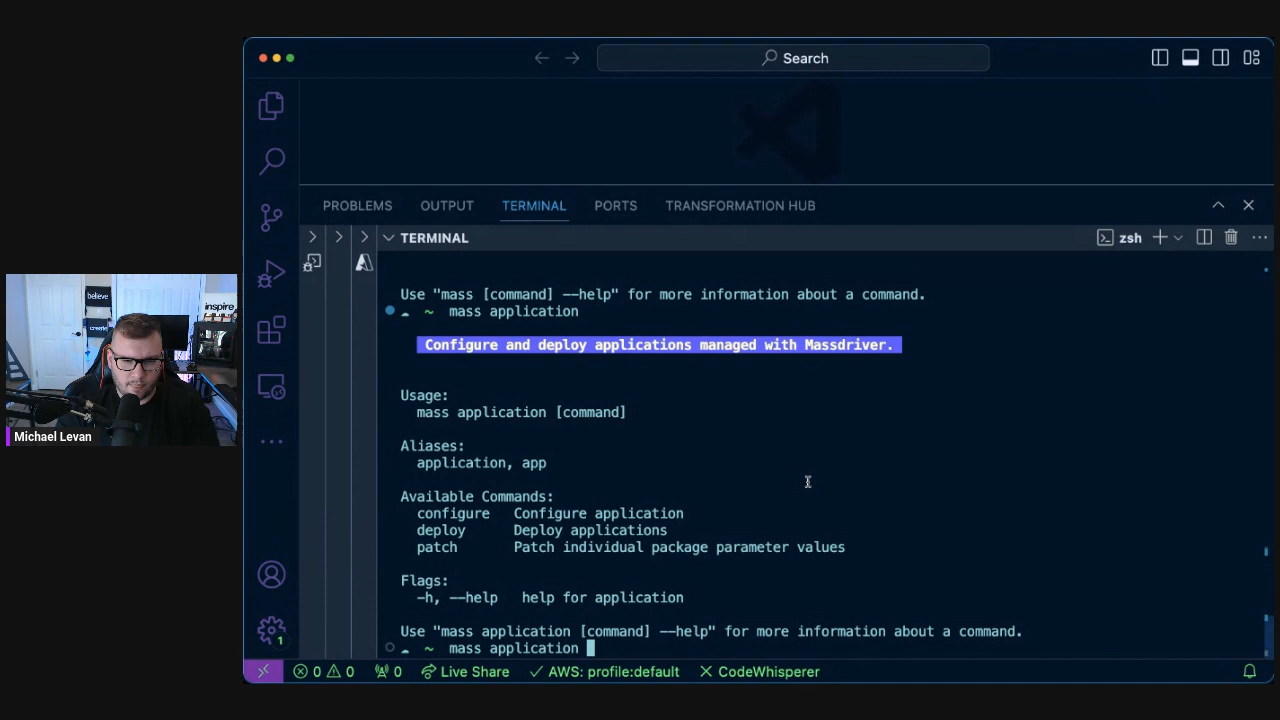 Search
PROBLEMS OUTPUT TERMINAL PORTS TRANSFORMATION HUB
TERMINAL
zsh
Use "mass [command] --help" for more information about a command.
~ mass application
Configure and deploy applications managed with Massdriver.
Usage:
mass application [command]
Aliases:
application, app
Available Commands:
configure Configure application
deploy Deploy applications
patch Patch individual package parameter values
Flags:
-h, --help help for application
Use "mass application [command] --help" for more information about a command.
~ mass application
1
0 0 0 Live Share AWS: profile:default CodeWhisperer
believe
create
inspire
Michael Levan